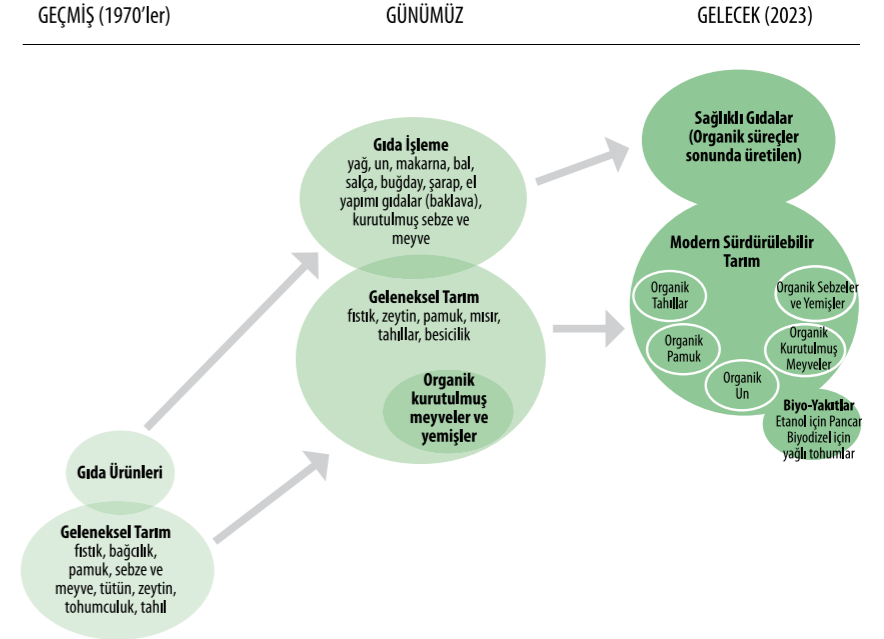 GEÇMİŞ (1970’ler)
GÜNÜMÜZ
GELECEK (2023)
Gıda Ürünleri
Geleneksel Tarım
fıstık, bağcılık,
pamuk, sebze ve
meyve, tütün, zeytin,
tohumculuk, tahıl
Gıda İşleme
yağ, un, makarna, bal,
salça, buğday, şarap, el
yapımı gıdalar (baklava),
kurutulmuş sebze ve
meyve
Geleneksel Tarım
fıstık, zeytin, pamuk, mısır,
tahıllar, besicilik
Organik
kurutulmuş
meyveler ve
yemişler
Sağlıklı Gıdalar
(Organik süreçler
sonunda üretilen)
Modern Sürdürülebilir
Tarım
Organik
Tahıllar
Organik Sebzeler
ve Yemişler
Organik
Pamuk
Organik
Kurutulmuş
Meyveler
Organik
Un
Biyo-Yakıtlar
Etanol için Pancar
Biyodizel için
yağlı tohumlar